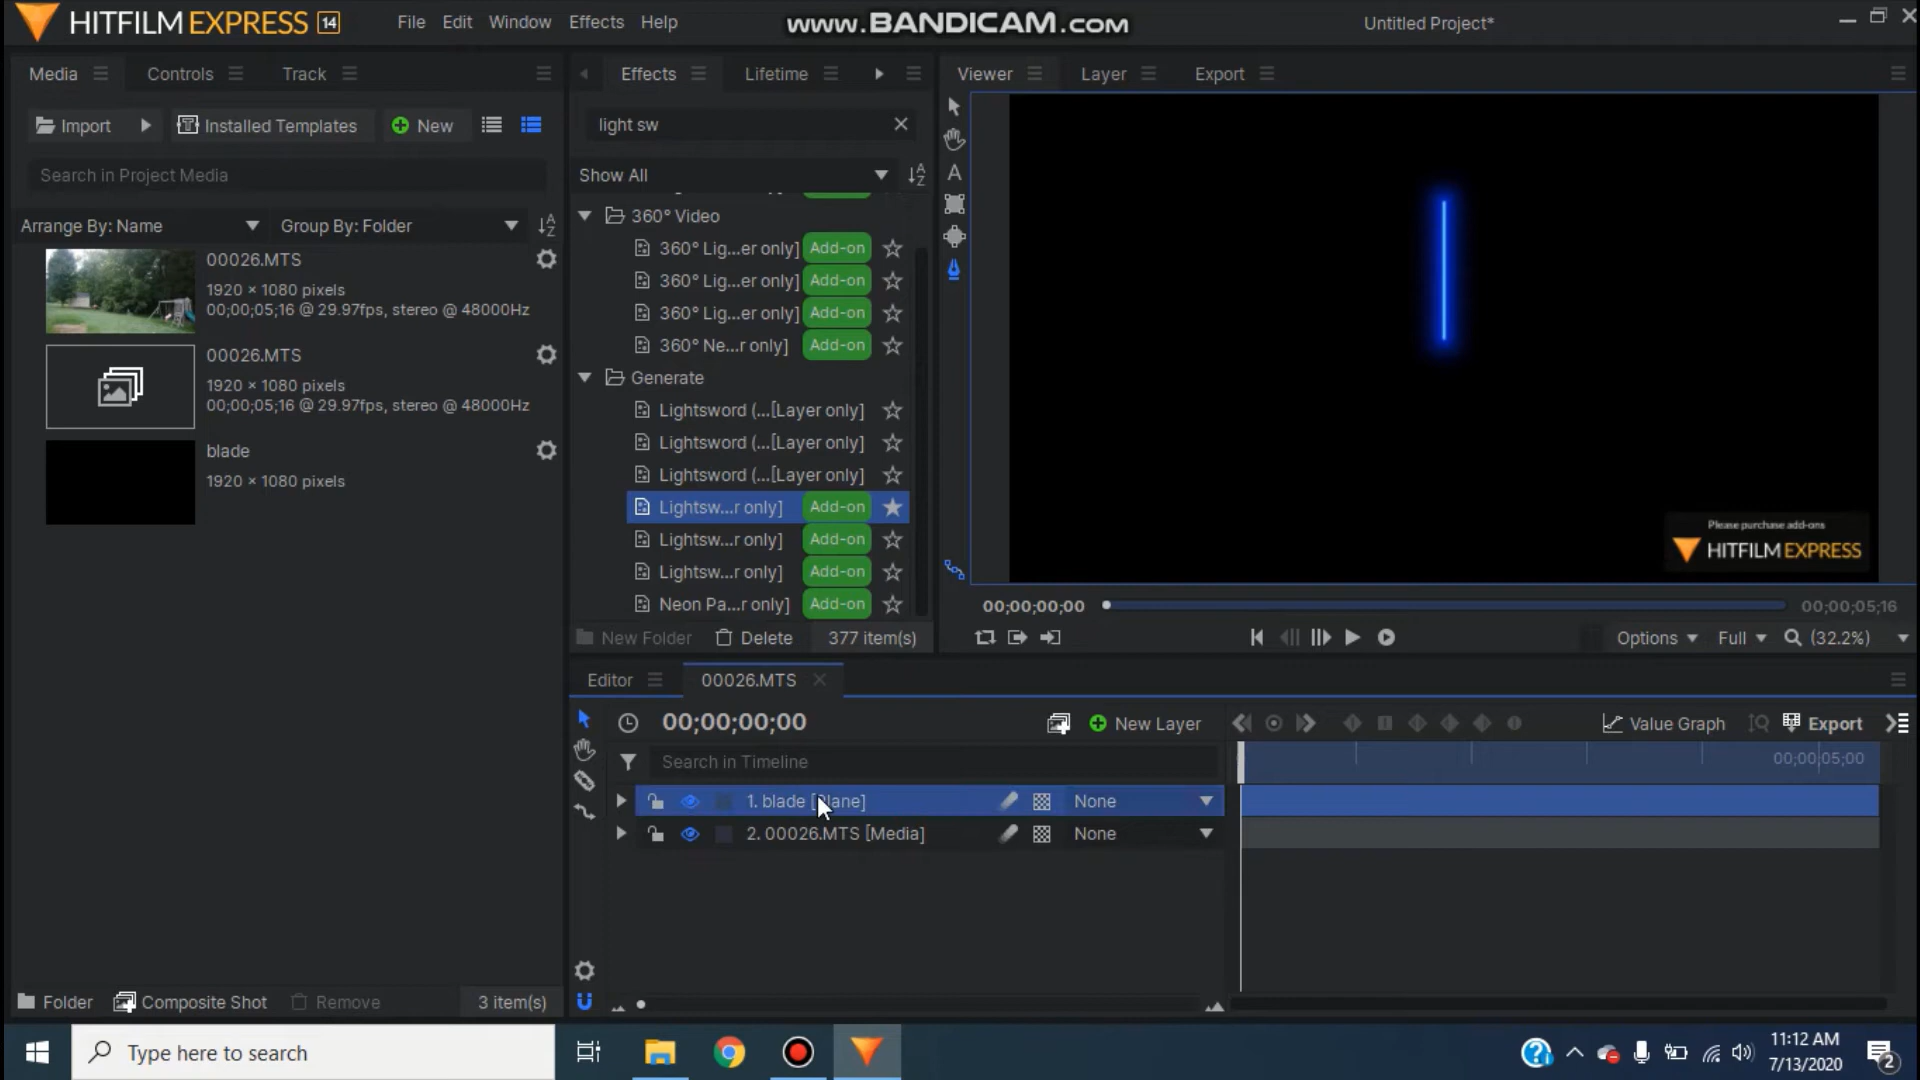 HITFILM EXPRESS 14
File Edit Window Effects Help
www.BANDICAM.com
Untitled Project*
Media
Controls
Track
Import
Installed Templates
New
Search in Project Media
Arrange By: Name
Group By: Folder
00026.MTS
1920 × 1080 pixels
00;00;05;16 @ 29.97fps, stereo @ 48000Hz
00026.MTS
1920 × 1080 pixels
00;00;05;16 @ 29.97fps, stereo @ 48000Hz
blade
1920 × 1080 pixels
Folder
Composite Shot
Remove
3 item(s)
Effects
Lifetime
light sw
Show All
360° Video
360° Lig...er only] Add-on
360° Lig...er only] Add-on
360° Lig...er only] Add-on
360° Ne...r only] Add-on
Generate
Lightsword (...[Layer only]
Lightsword (...[Layer only]
Lightsword (...[Layer only]
Lightsw...r only] Add-on
Lightsw...r only] Add-on
Lightsw...r only] Add-on
Neon Pa...r only] Add-on
New Folder
Delete
377 item(s)
Viewer
Layer
Export
A
Please purchase add-ons
HITFILM EXPRESS
00;00;00;00
00;00;05;16
Options
Full
(32.2%)
Editor
00026.MTS
00;00;00;00
New Layer
Value Graph
Export
Search in Timeline
00;00;05;00
1. blade [Plane]
None
2. 00026.MTS [Media]
None
Type here to search
11:12 AM
7/13/2020
2